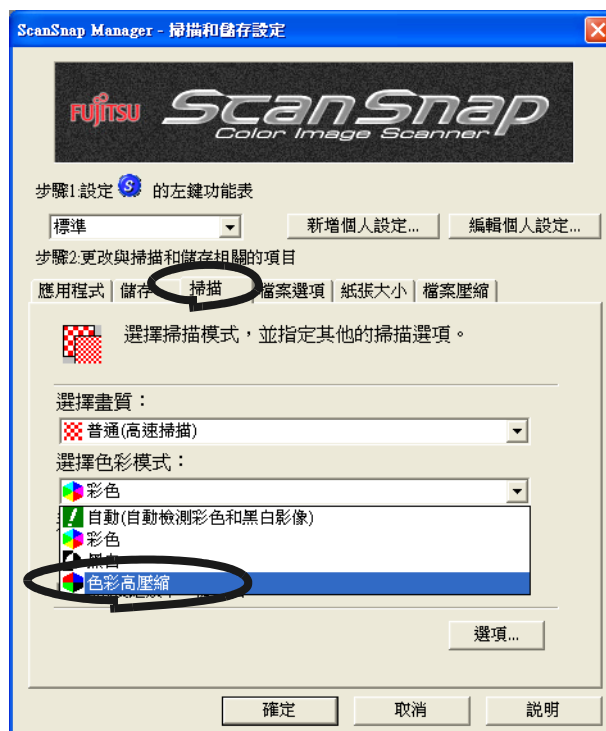 ScanSnap Manager - 掃描和儲存設定
FUJITSU ScanSnap
Color Image Scanner
步驟1:設定 S 的左鍵功能表
標準 新增個人設定... 編輯個人設定...
步驟2:更改與掃描和儲存相關的項目
應用程式 儲存 掃描 檔案選項 紙張大小 檔案壓縮
選擇掃描模式，並指定其他的掃描選項。
選擇畫質：
普通(高速掃描)
選擇色彩模式：
彩色
自動(自動檢測彩色和黑白影像)
彩色
黑白
色彩高壓縮
選項...
確定 取消 說明